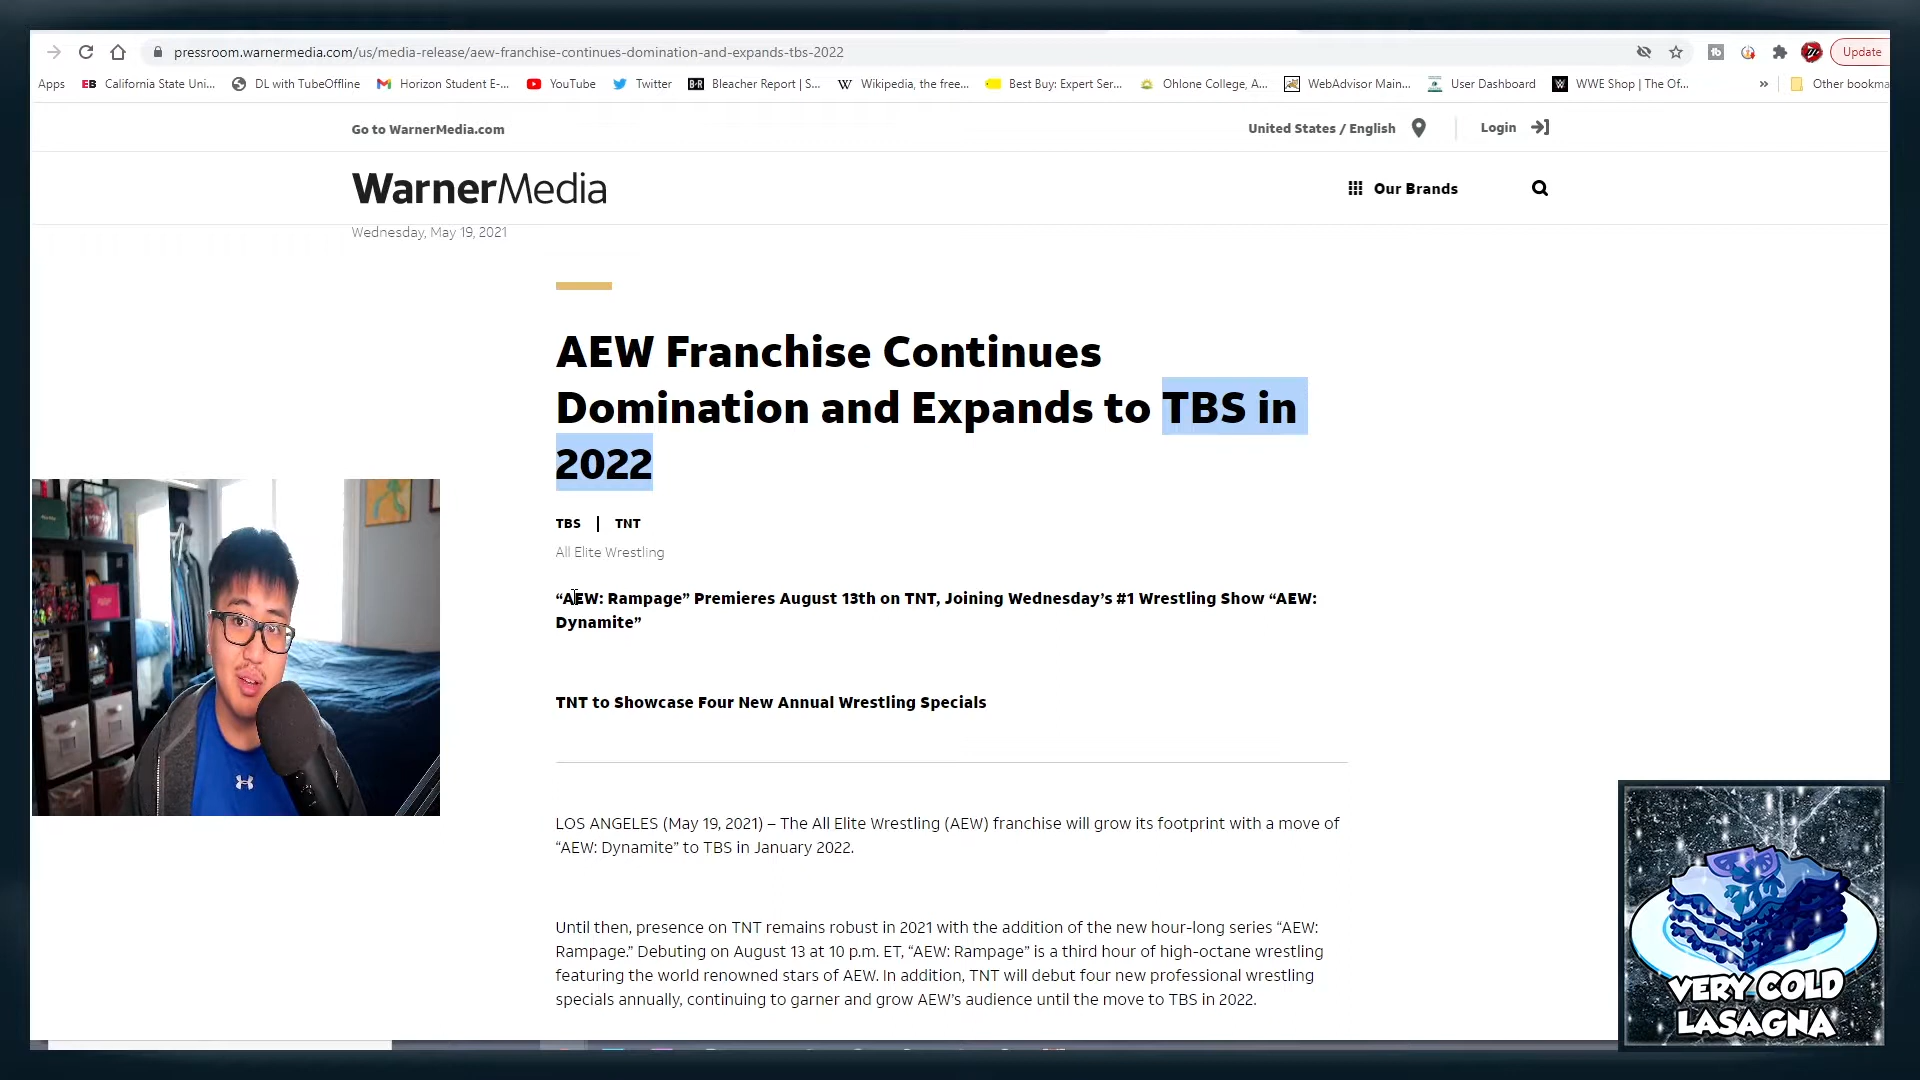 pressroom.warnermedia.com/us/media-release/aew-franchise-continues-domination-and-expands-tbs-2022
Update
Apps
EB California State Uni...
DL with TubeOffline
Horizon Student E-...
YouTube
Twitter
B·R Bleacher Report | S...
W Wikipedia, the free...
Best Buy: Expert Ser...
Ohlone College, A...
WebAdvisor Main...
User Dashboard
WWE Shop | The Of...
»
Other bookma
Go to WarnerMedia.com
United States / English
Login
WarnerMedia
Our Brands
Wednesday, May 19, 2021
AEW Franchise Continues
Domination and Expands to TBS in
2022
TBS | TNT
All Elite Wrestling
“AEW: Rampage” Premieres August 13th on TNT, Joining Wednesday’s #1 Wrestling Show “AEW:
Dynamite”
TNT to Showcase Four New Annual Wrestling Specials
LOS ANGELES (May 19, 2021) – The All Elite Wrestling (AEW) franchise will grow its footprint with a move of
“AEW: Dynamite” to TBS in January 2022.
Until then, presence on TNT remains robust in 2021 with the addition of the new hour-long series “AEW:
Rampage.” Debuting on August 13 at 10 p.m. ET, “AEW: Rampage” is a third hour of high-octane wrestling
featuring the world renowned stars of AEW. In addition, TNT will debut four new professional wrestling
specials annually, continuing to garner and grow AEW’s audience until the move to TBS in 2022.
VERY COLD
LASAGNA